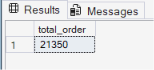 Results Messages
total_order
1 21350